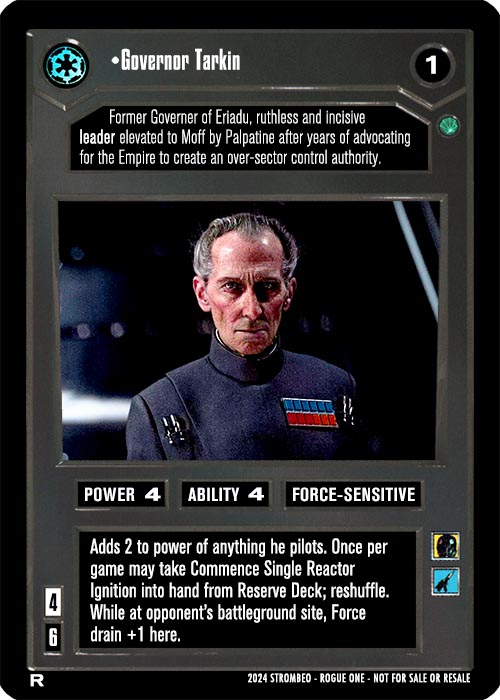 •Governor Tarkin
1
Former Governer of Eriadu, ruthless and incisive
leader elevated to Moff by Palpatine after years of advocating
for the Empire to create an over-sector control authority.
POWER 4
ABILITY 4
FORCE-SENSITIVE
Adds 2 to power of anything he pilots. Once per
game may take Commence Single Reactor
Ignition into hand from Reserve Deck; reshuffle.
While at opponent's battleground site, Force
drain +1 here.
4
6
R
2024 STROMBEO - ROGUE ONE - NOT FOR SALE OR RESALE